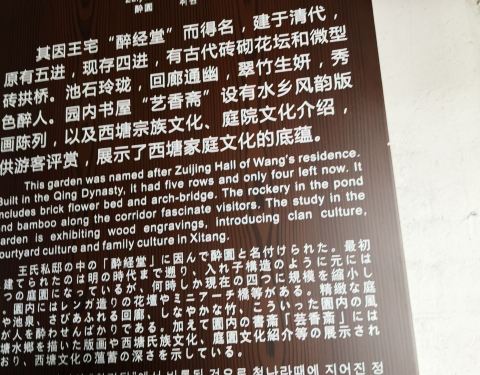 醉園
其因王宅“醉经堂”而得名，建于清代，
原有五进，现存四进，有古代砖砌花坛和微型
砖拱桥。池石玲珑，回廊通幽，翠竹生妍，秀
色醉人。园内书屋“艺香斋”设有水乡风韵版
画陈列，以及西塘宗族文化、庭院文化介绍，
供游客评赏，展示了西塘家庭文化的底蕴。
This garden was named after Zuijing Hall of Wang's residence.
Built in the Qing Dynasty, it had five rows and only four left now. It
includes brick flower bed and arch-bridge. The rockery in the pond
and bamboo along the corridor fascinate visitors. The study in the
garden is exhibiting wood engravings, introducing clan culture,
courtyard culture and family culture in Xitang.
王氏私邸の中の「酔経堂」に因んで酔園と名付けられた。最初
建てられたのは明の時代まで遡り、入れ子構造のように元には
つの庭園になっているが、何時しか現在の四つに規模を縮小し
。園内にはレンガ造りの花壇やミニアーチ橋等がある。精緻な庭
や池泉、さびあふれる回廊、しなやかな竹、こういった園内の風
が人を酔わせんばかりである。加えて園内の書斎「芸香斎」には
塘水郷を描いた版画や西塘氏族文化、庭園文化紹介等の展示され
おり、西塘文化の蘊蓄の深さを示している。